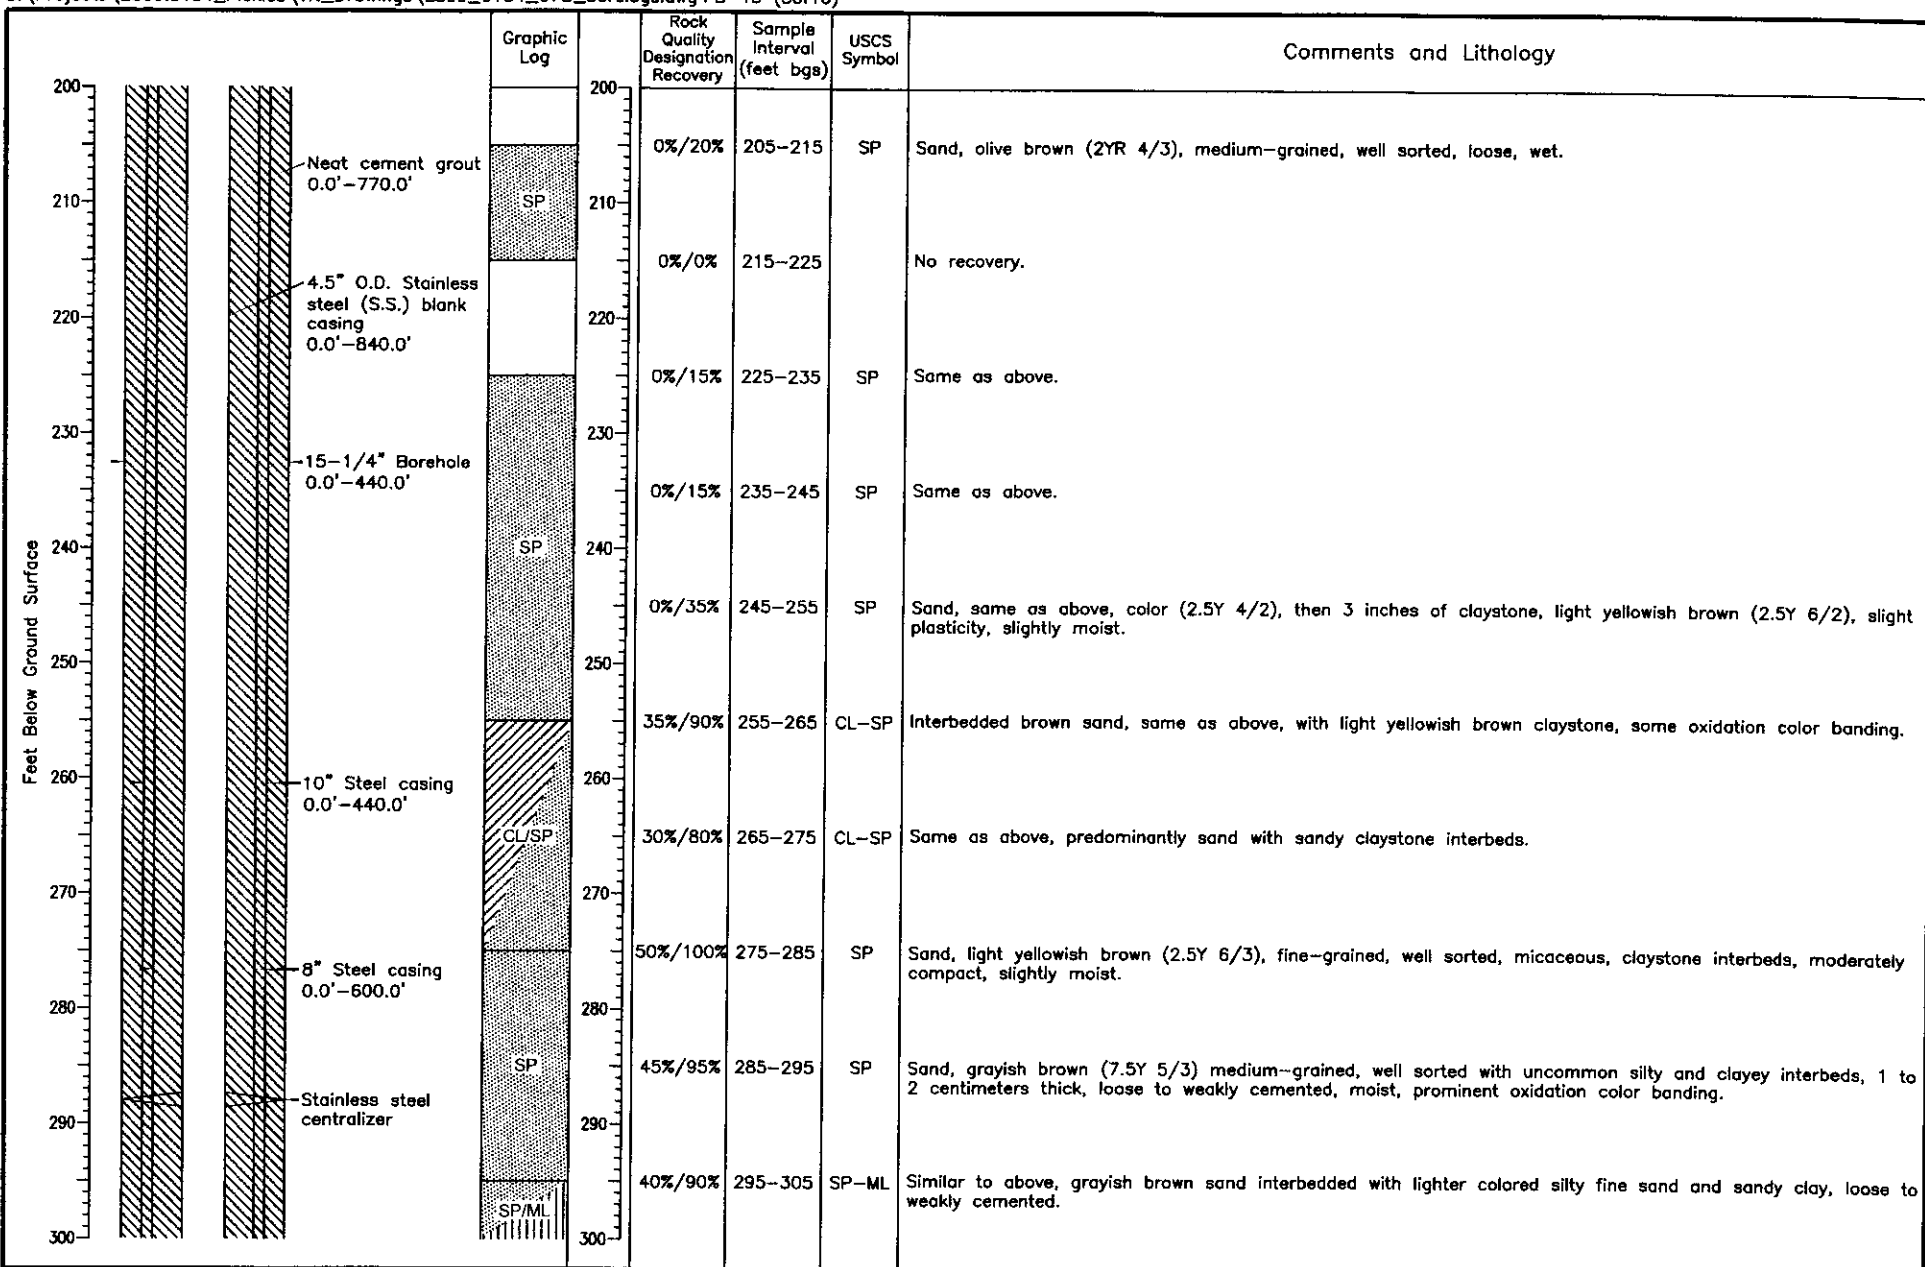 Graphic
Log
Rock
Quality
Designation
Recovery
Sample
Interval
(feet bgs)
USCS
Symbol
Comments and Lithology
Feet Below Ground Surface
200
210
220
230
240
250
260
270
280
290
300
Neat cement grout
0.0'-770.0'
4.5" O.D. Stainless
steel (S.S.) blank
casing
0.0'-840.0'
15-1/4" Borehole
0.0'-440.0'
10" Steel casing
0.0'-440.0'
8" Steel casing
0.0'-600.0'
Stainless steel
centralizer
SP
SP
CL/SP
SP
SP/ML
200
210
220
230
240
250
260
270
280
290
300
0%/20% 205-215 SP Sand, olive brown (2YR 4/3), medium-grained, well sorted, loose, wet.
0%/0% 215-225 No recovery.
0%/15% 225-235 SP Same as above.
0%/15% 235-245 SP Same as above.
0%/35% 245-255 SP Sand, same as above, color (2.5Y 4/2), then 3 inches of claystone, light yellowish brown (2.5Y 6/2), slight
plasticity, slightly moist.
35%/90% 255-265 CL-SP Interbedded brown sand, same as above, with light yellowish brown claystone, some oxidation color banding.
30%/80% 265-275 CL-SP Same as above, predominantly sand with sandy claystone interbeds.
50%/100% 275-285 SP Sand, light yellowish brown (2.5Y 6/3), fine-grained, well sorted, micaceous, claystone interbeds, moderately
compact, slightly moist.
45%/95% 285-295 SP Sand, grayish brown (7.5Y 5/3) medium-grained, well sorted with uncommon silty and clayey interbeds, 1 to
2 centimeters thick, loose to weakly cemented, moist, prominent oxidation color banding.
40%/90% 295-305 SP-ML Similar to above, grayish brown sand interbedded with lighter colored silty fine sand and sandy clay, loose to
weakly cemented.